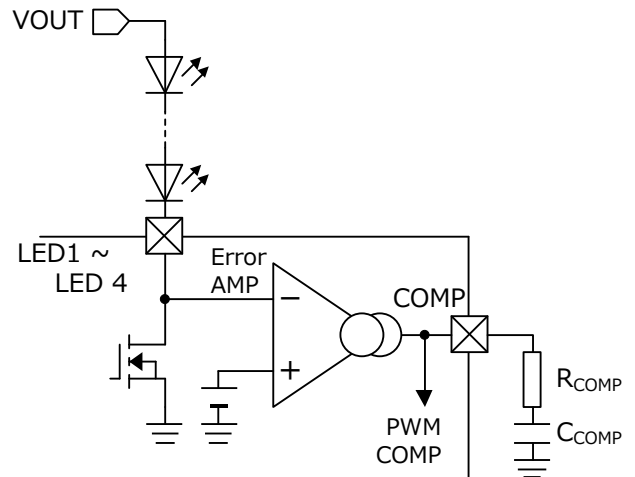 VOUT
LED1 ~
LED 4
Error
AMP
COMP
−
+
PWM
COMP
RCOMP
CCOMP